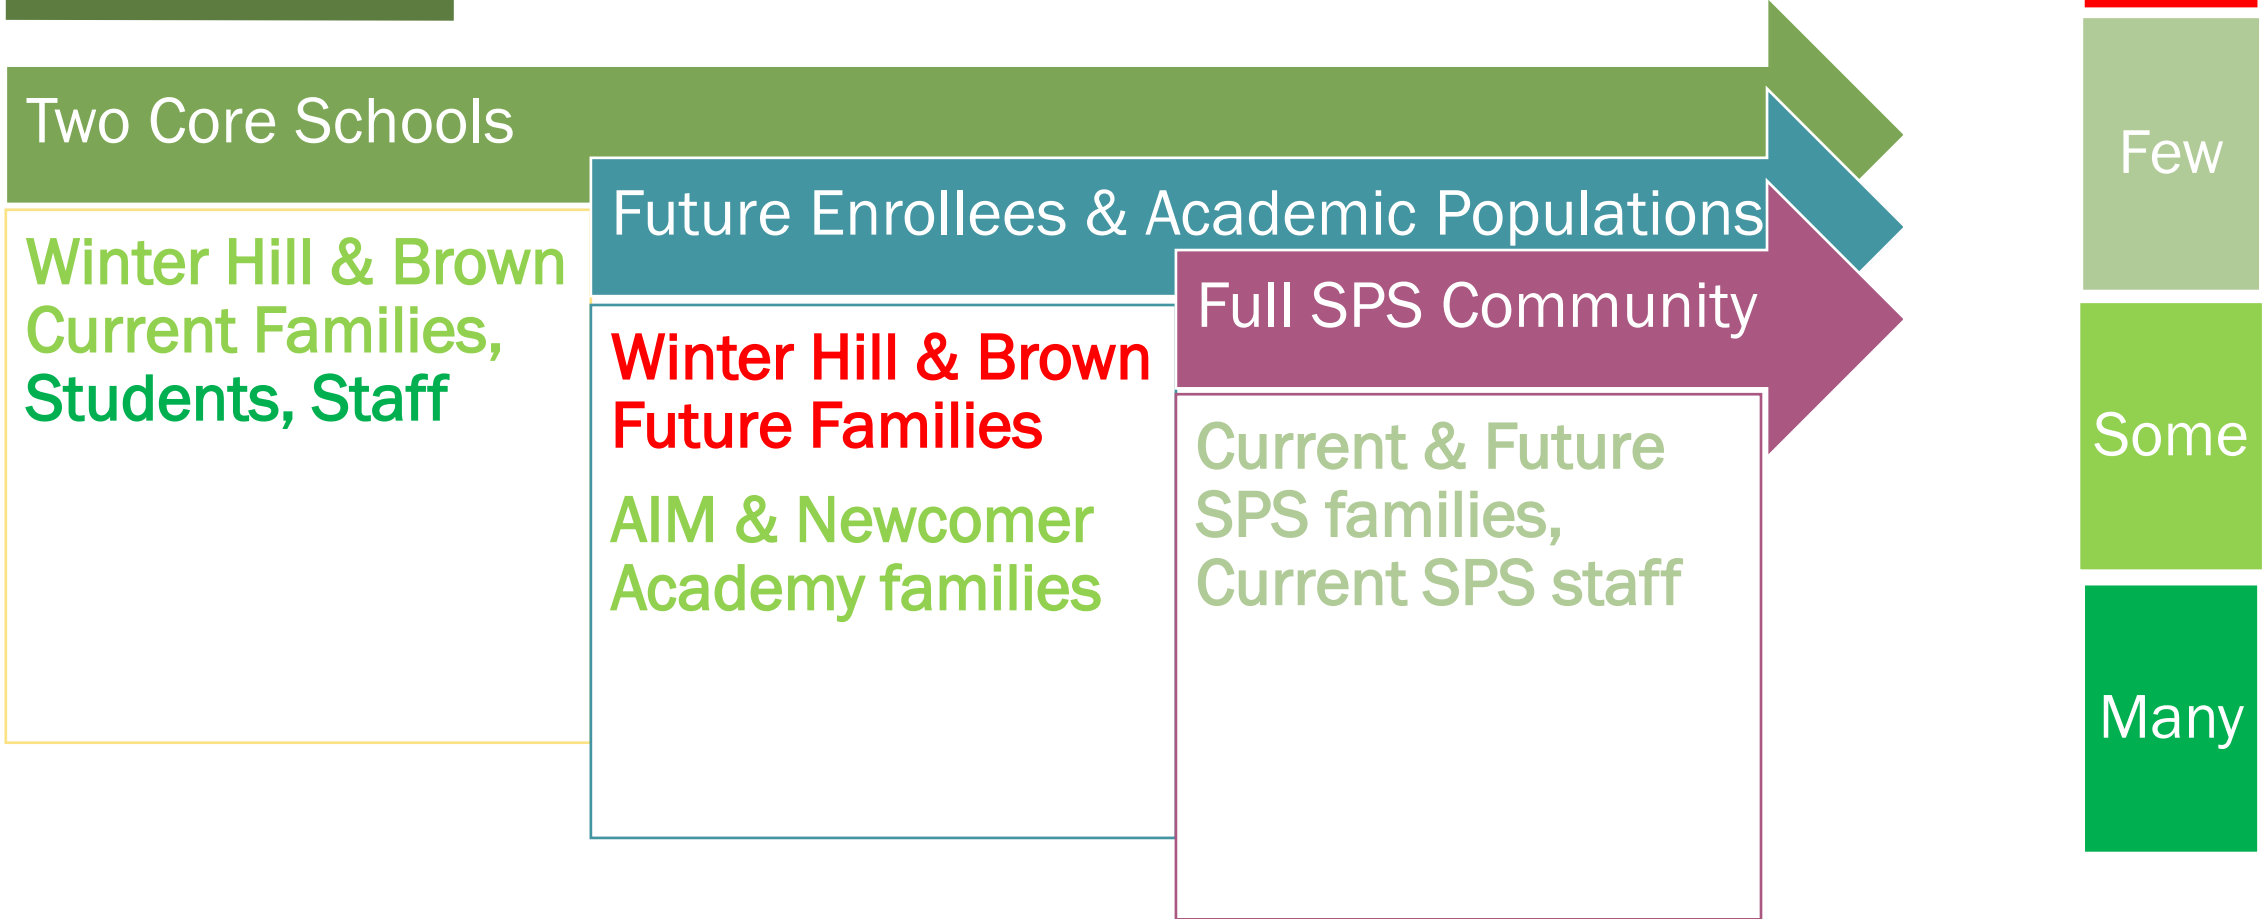 Two Core Schools
Winter Hill & Brown
Current Families,
Students, Staff
Future Enrollees & Academic Populations
Winter Hill & Brown
Future Families
AIM & Newcomer
Academy families
Full SPS Community
Current & Future
SPS families,
Current SPS staff
Few
Some
Many